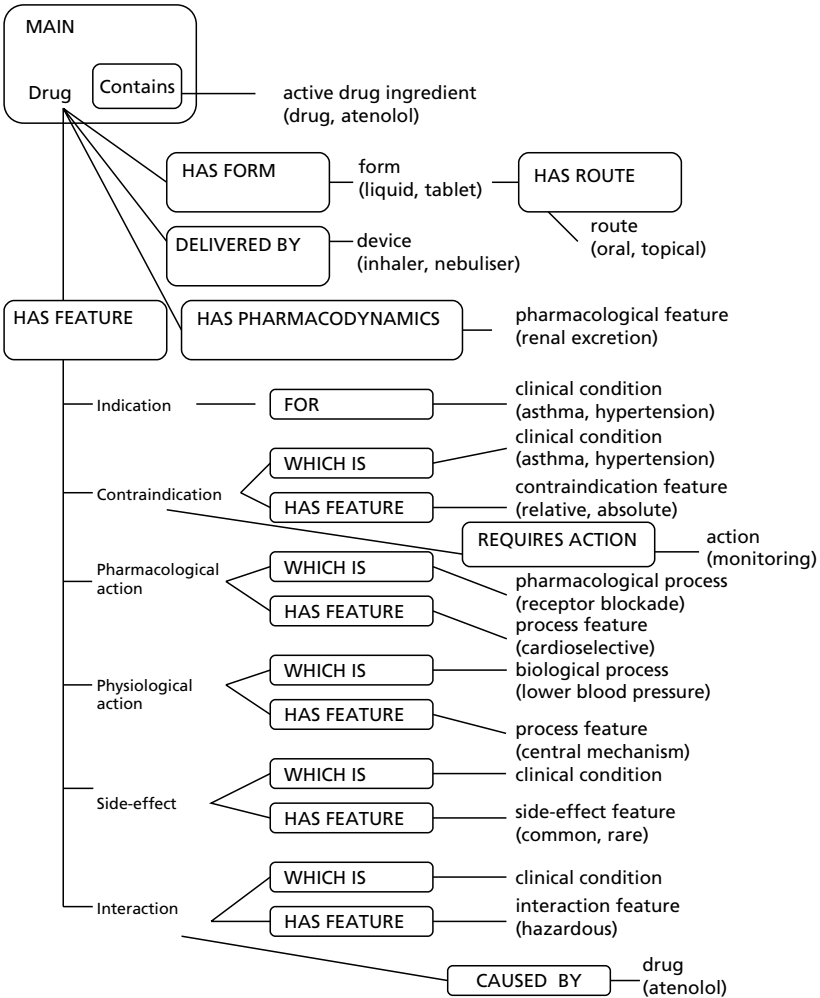 MAIN
Drug
Contains
active drug ingredient
(drug, atenolol)
HAS FORM
form
(liquid, tablet)
HAS ROUTE
route
(oral, topical)
DELIVERED BY
device
(inhaler, nebuliser)
HAS FEATURE
HAS PHARMACODYNAMICS
pharmacological feature
(renal excretion)
Indication
FOR
clinical condition
(asthma, hypertension)
Contraindication
WHICH IS
clinical condition
(asthma, hypertension)
HAS FEATURE
contraindication feature
(relative, absolute)
REQUIRES ACTION
action
(monitoring)
Pharmacological
action
WHICH IS
pharmacological process
(receptor blockade)
HAS FEATURE
process feature
(cardioselective)
Physiological
action
WHICH IS
biological process
(lower blood pressure)
HAS FEATURE
process feature
(central mechanism)
Side-effect
WHICH IS
clinical condition
HAS FEATURE
side-effect feature
(common, rare)
Interaction
WHICH IS
clinical condition
HAS FEATURE
interaction feature
(hazardous)
CAUSED BY
drug
(atenolol)